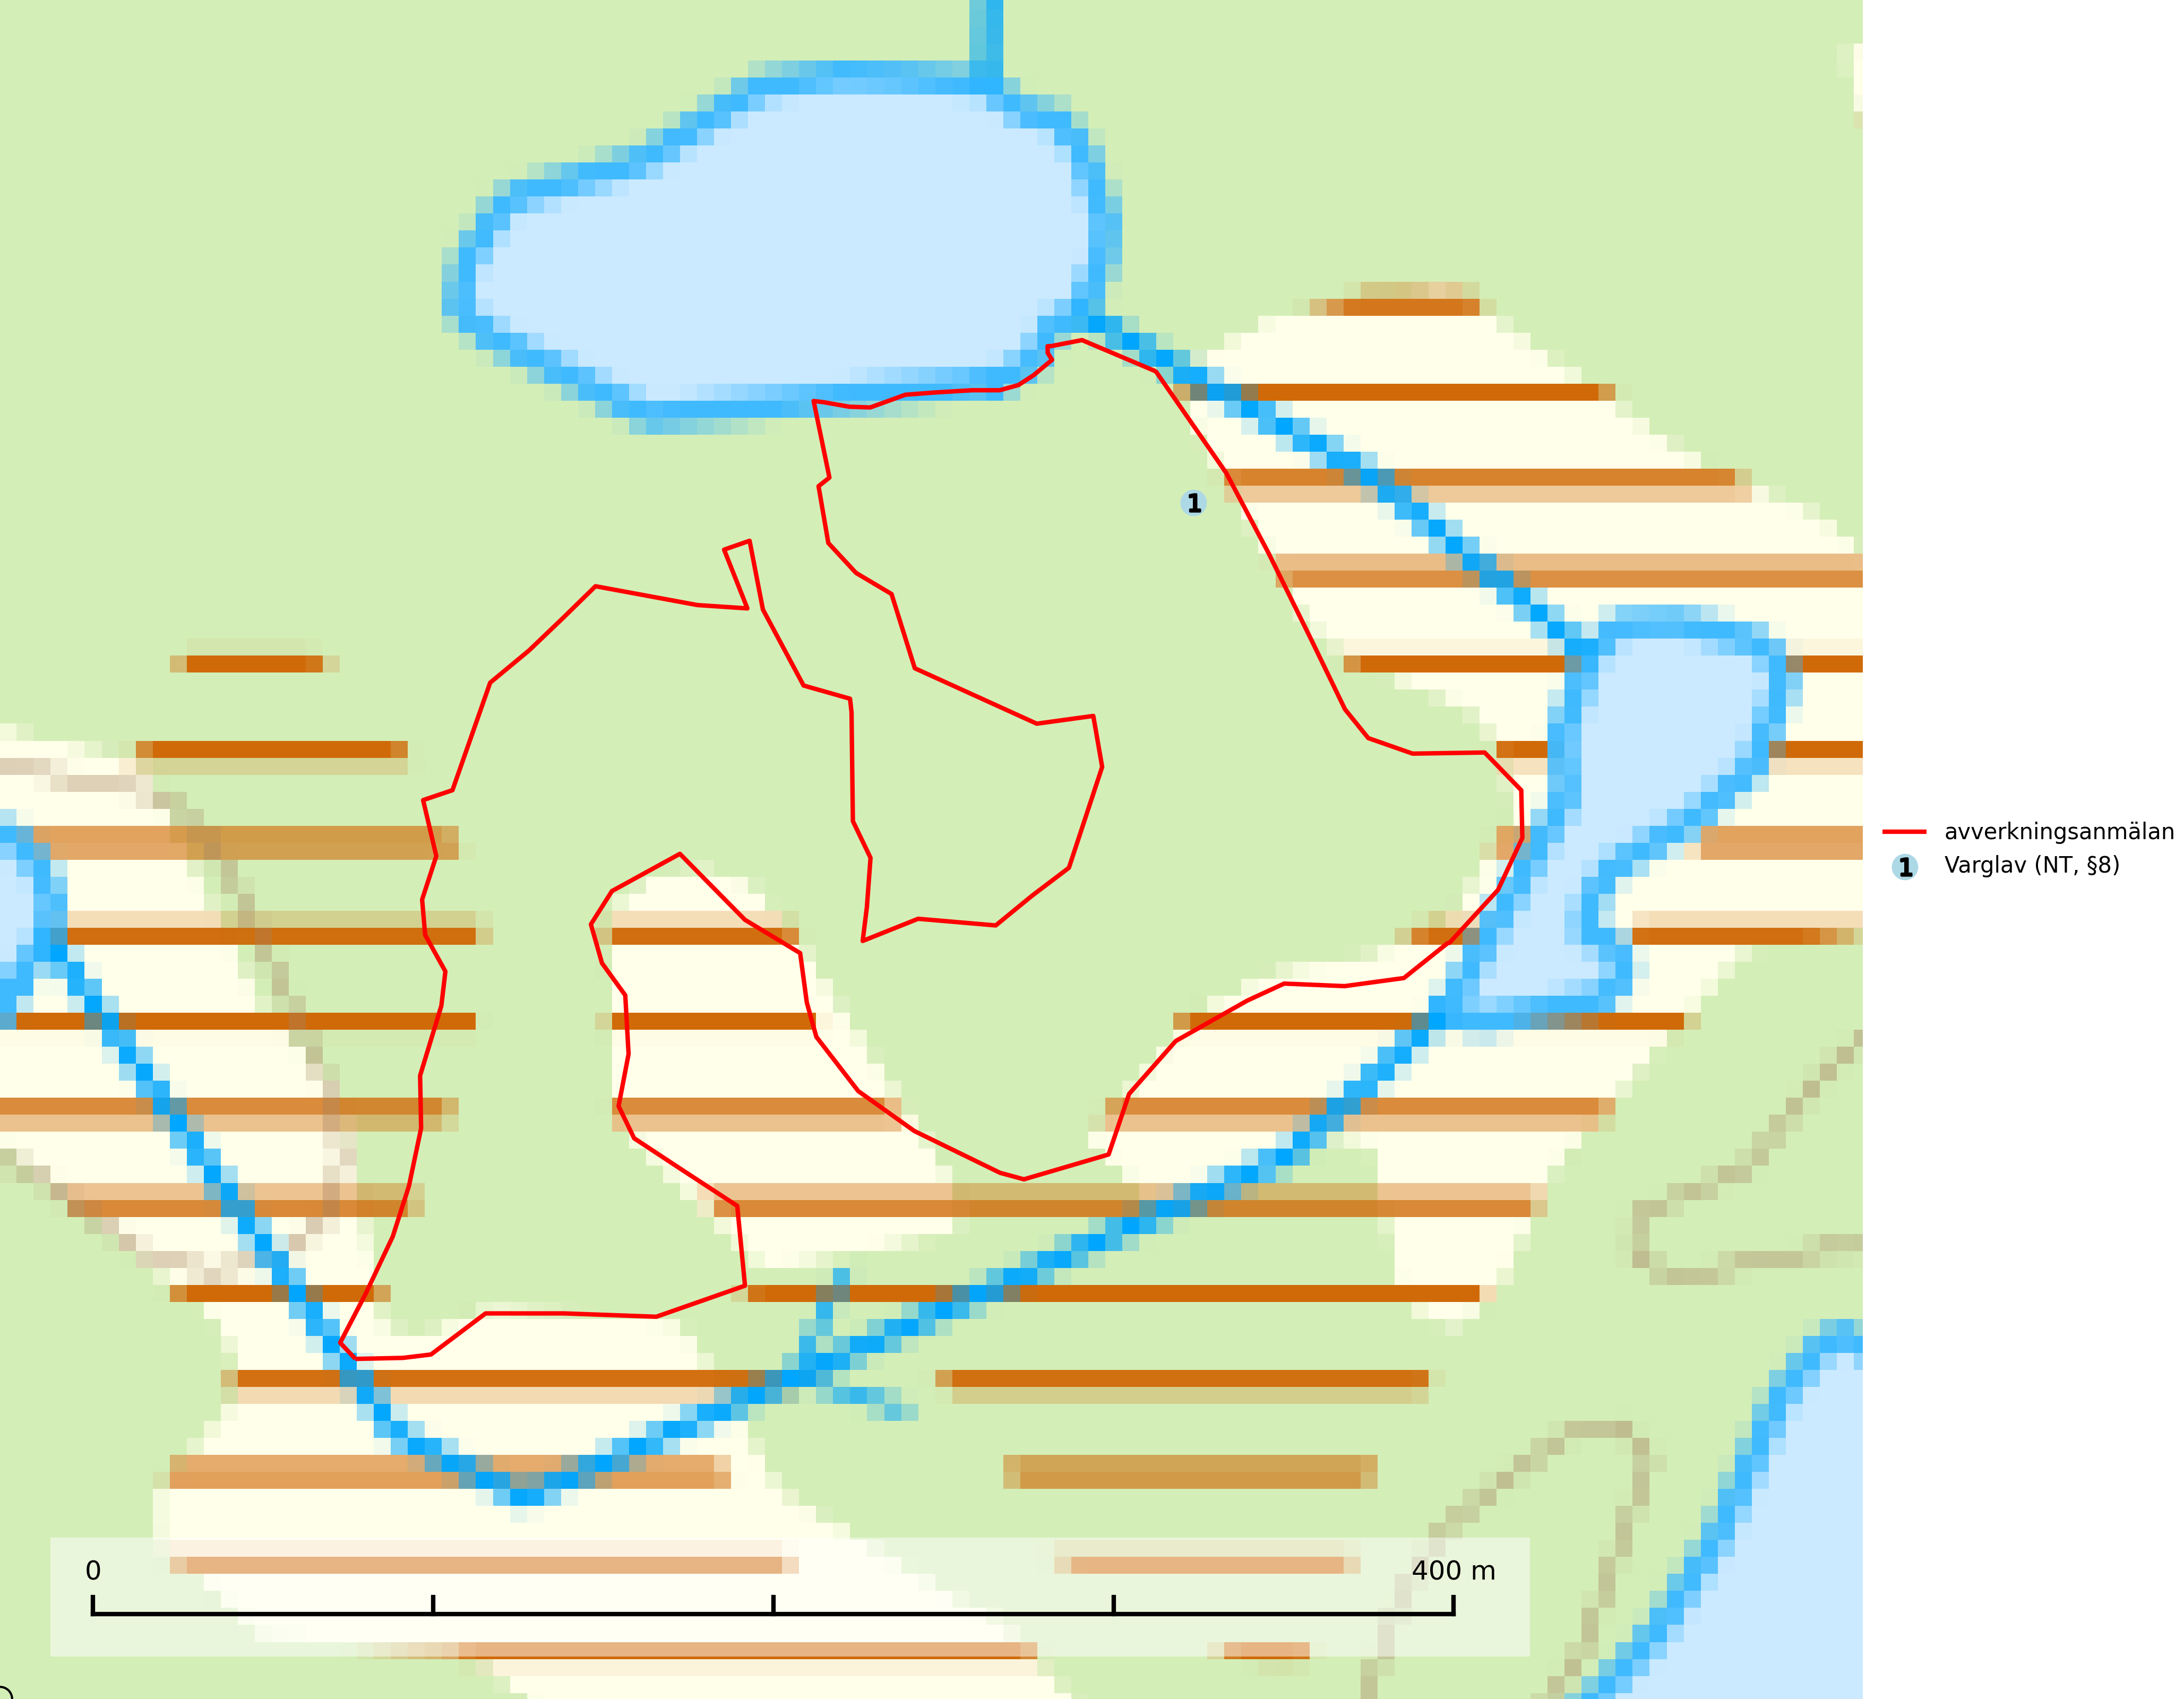 1
avverkningsanmälan
1 Varglav (NT, §8)
0 400 m